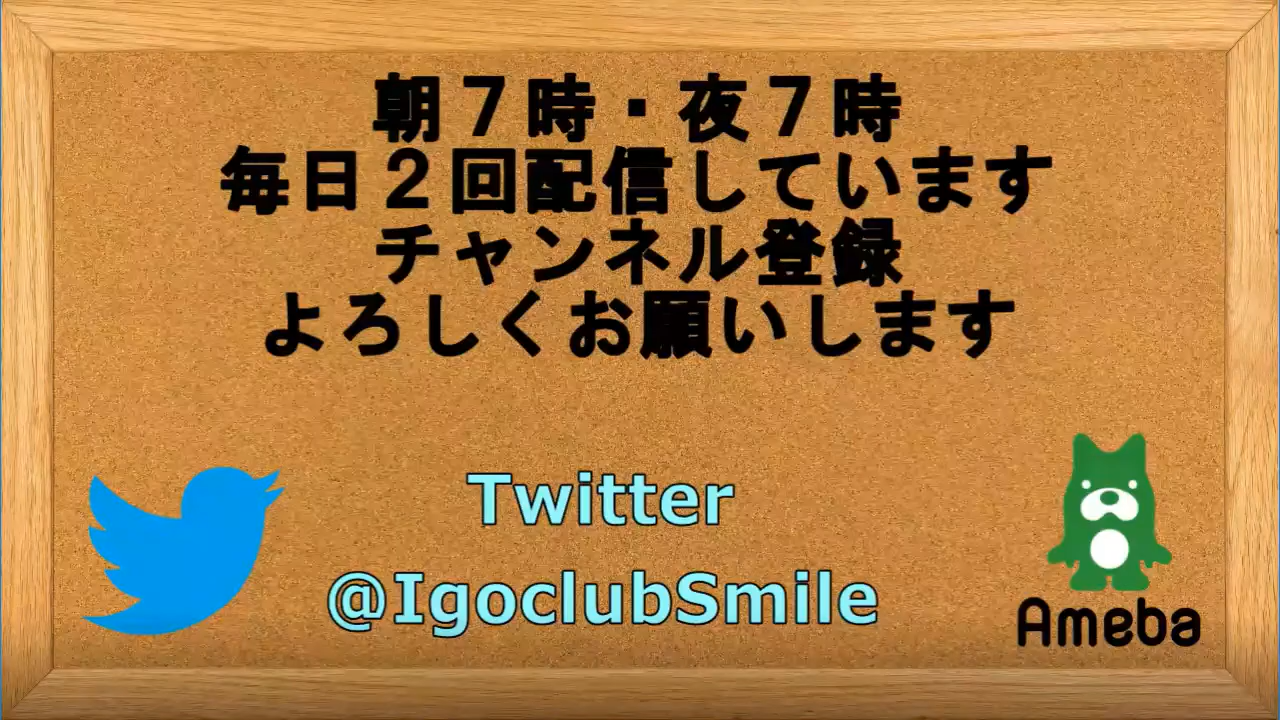 朝７時・夜７時
毎日２回配信しています
チャンネル登録
よろしくお願いします
Twitter
@IgoclubSmile
Ameba